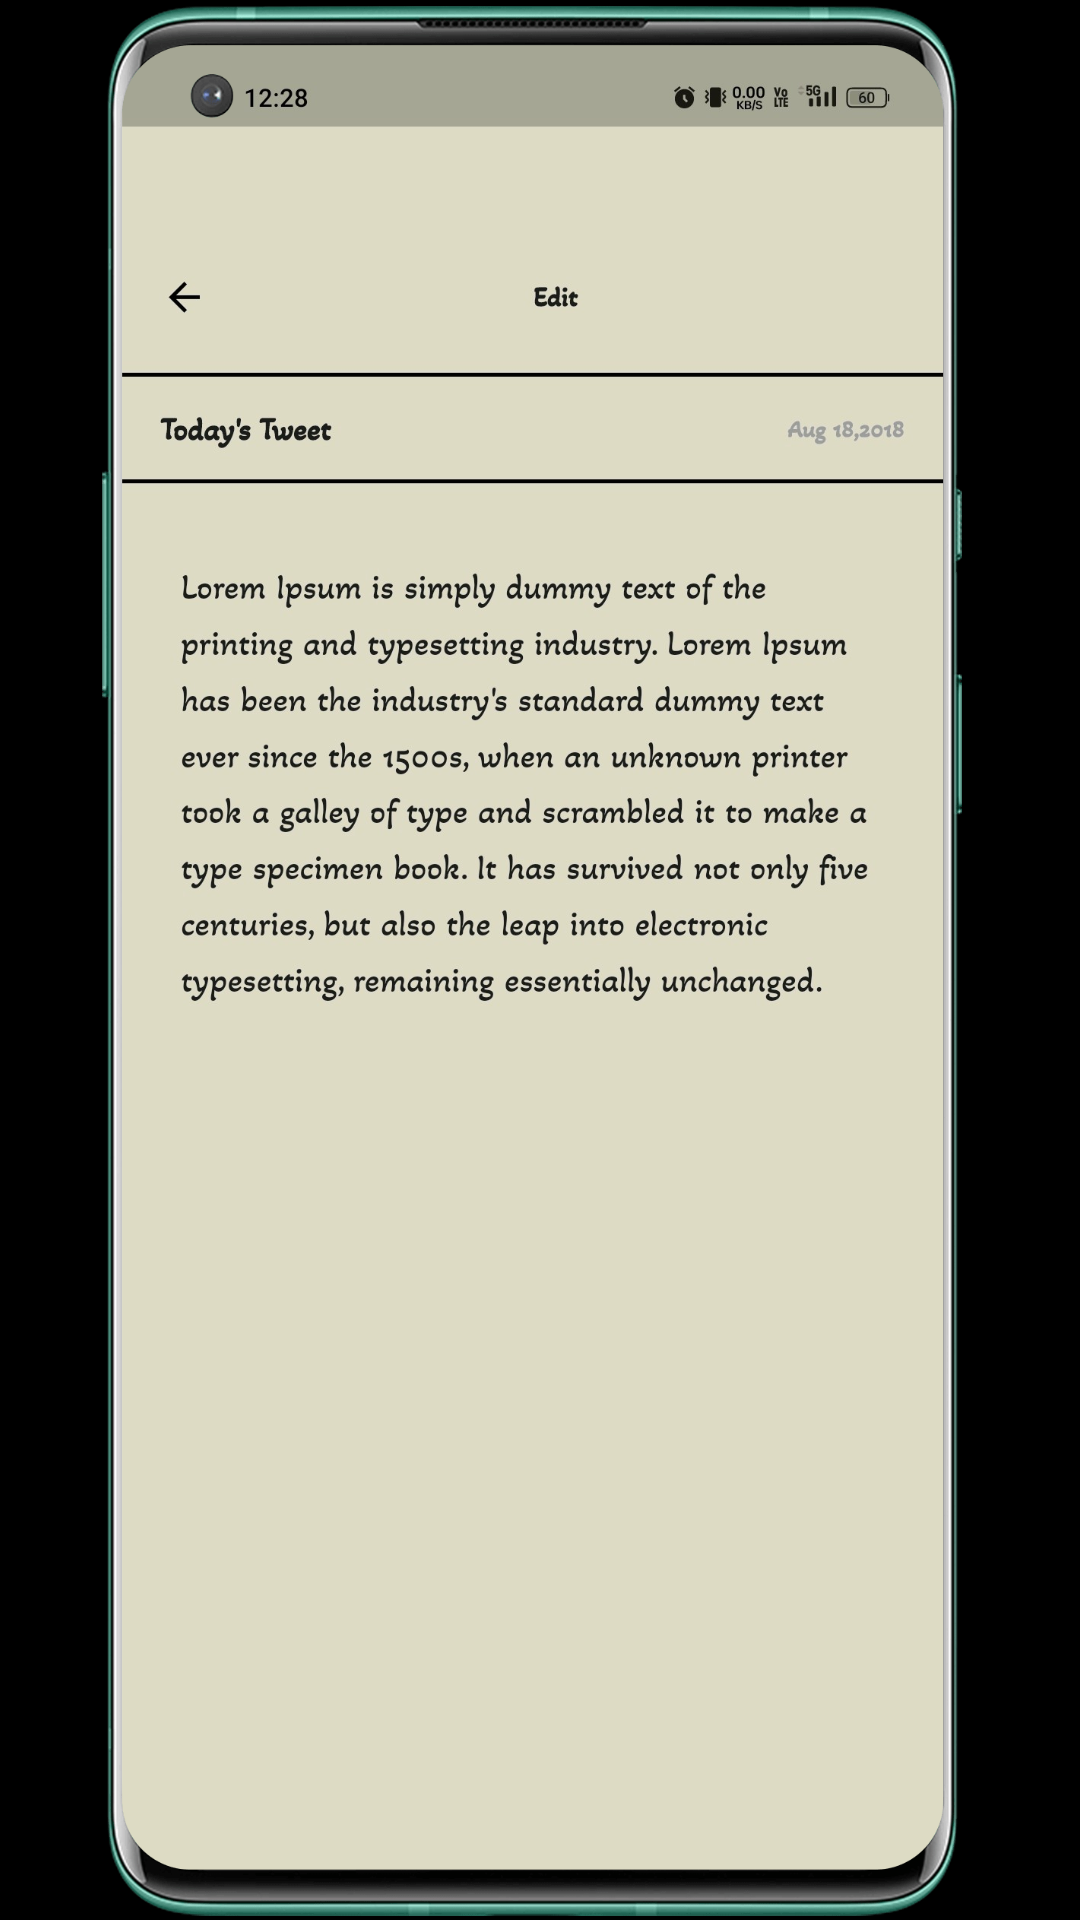 12:28 0.00 KB/S Vo LTE 5G 60
Edit
Today's Tweet Aug 18,2018
Lorem Ipsum is simply dummy text of the
printing and typesetting industry. Lorem Ipsum
has been the industry's standard dummy text
ever since the 1500s, when an unknown printer
took a galley of type and scrambled it to make a
type specimen book. It has survived not only five
centuries, but also the leap into electronic
typesetting, remaining essentially unchanged.